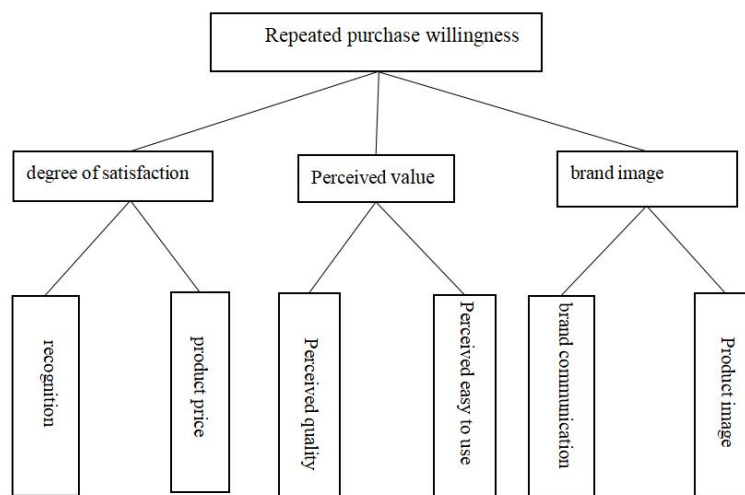 Repeated purchase willingness
degree of satisfaction
Perceived value
brand image
recognition
product price
Perceived quality
Perceived easy to use
brand communication
Product image